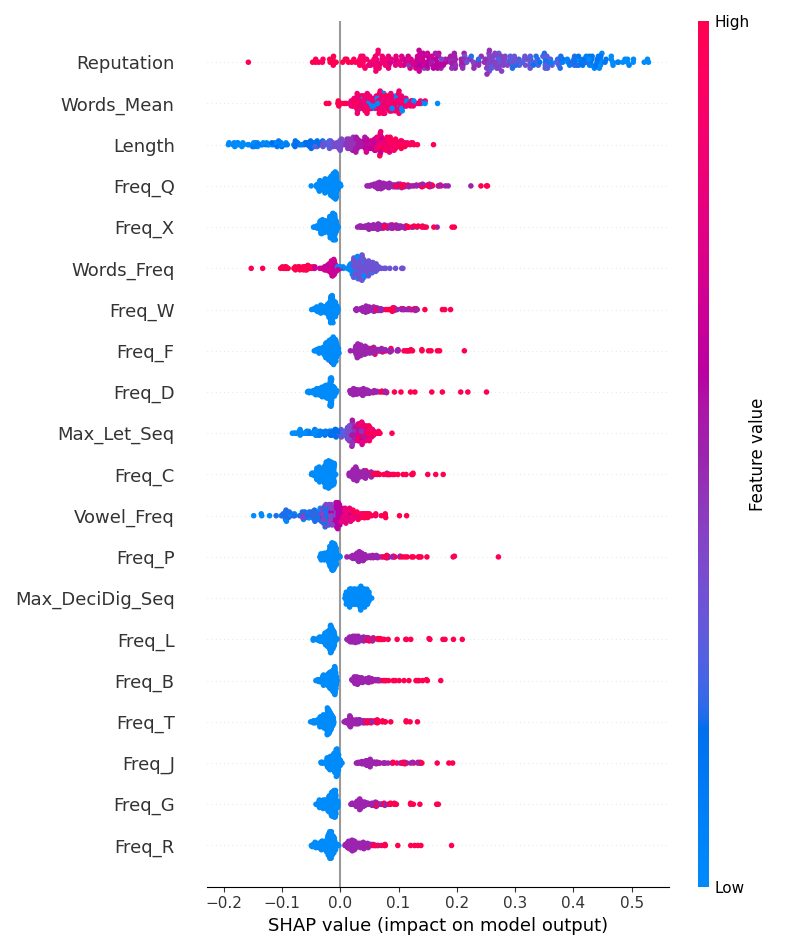 High
Reputation
Words_Mean
Length
Freq_Q
Freq_X
Words_Freq
Freq_W
Freq_F
Freq_D
Max_Let_Seq
Freq_C
Vowel_Freq
Freq_P
Max_DeciDig_Seq
Freq_L
Freq_B
Freq_T
Freq_J
Freq_G
Freq_R
Feature value
Low
−0.2 −0.1 0.0 0.1 0.2 0.3 0.4 0.5
SHAP value (impact on model output)